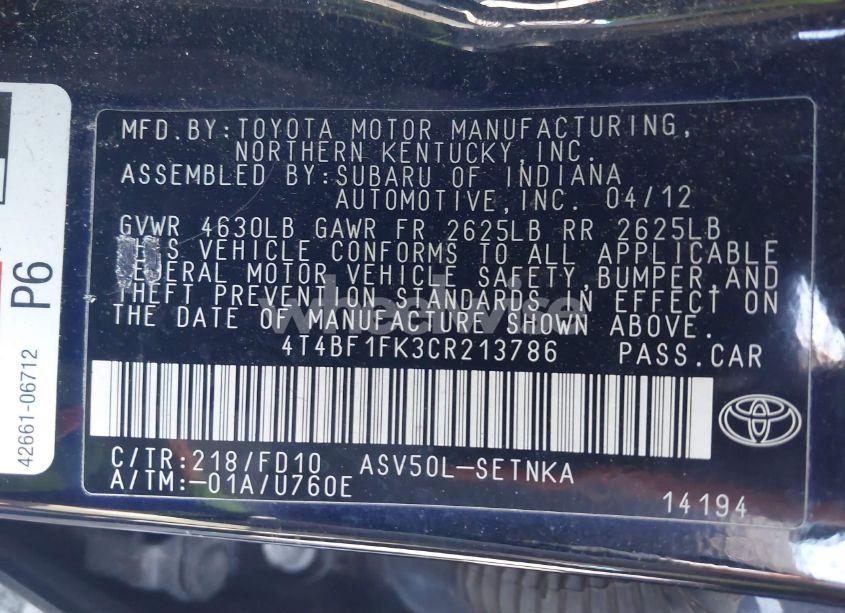 MFD.BY:TOYOTA MOTOR MANUFACTURING,
NORTHERN KENTUCKY,INC.
ASSEMBLED BY:SUBARU OF INDIANA
AUTOMOTIVE,INC. 04/12
GVWR 4630LB GAWR FR 2625LB RR 2625LB
THIS VEHICLE CONFORMS TO ALL APPLICABLE
FEDERAL MOTOR VEHICLE SAFETY,BUMPER,AND
THEFT PREVENTION STANDARDS IN EFFECT ON
THE DATE OF MANUFACTURE SHOWN ABOVE.
4T4BF1FK3CR213786 PASS.CAR
C/TR:218/FD10 ASV50L-SETNKA
A/TM:-01A/U760E
14194
P6
42661-06712
wheelwise